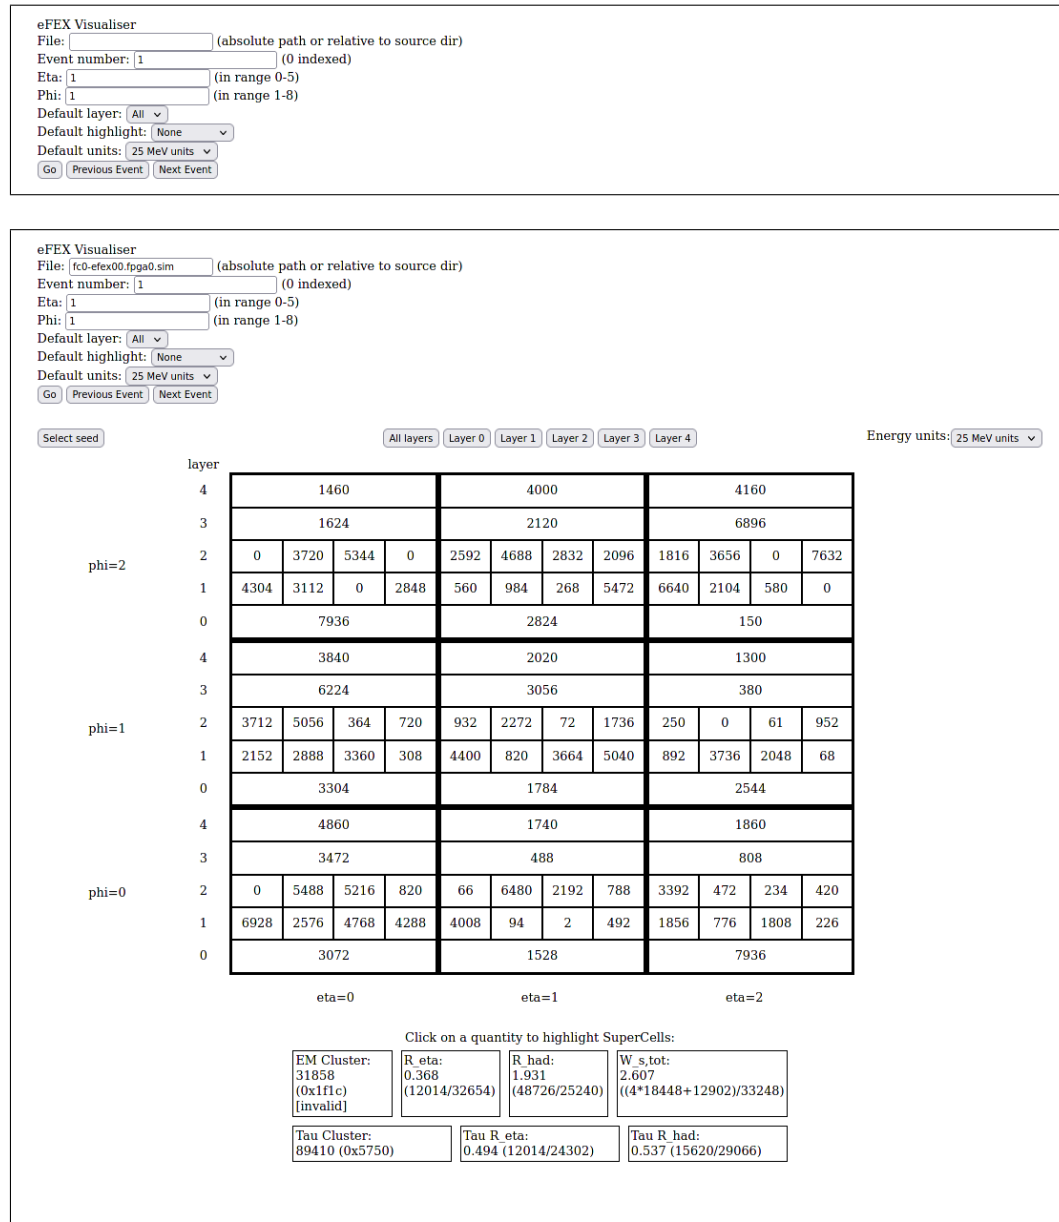 eFEX Visualiser
File: (absolute path or relative to source dir)
Event number: 1 (0 indexed)
Eta: 1 (in range 0-5)
Phi: 1 (in range 1-8)
Default layer: All
Default highlight: None
Default units: 25 MeV units
Go Previous Event Next Event
eFEX Visualiser
File: fc0-efex00.fpga0.sim (absolute path or relative to source dir)
Event number: 1 (0 indexed)
Eta: 1 (in range 0-5)
Phi: 1 (in range 1-8)
Default layer: All
Default highlight: None
Default units: 25 MeV units
Go Previous Event Next Event
Select seed All layers Layer 0 Layer 1 Layer 2 Layer 3 Layer 4 Energy units: 25 MeV units
layer
4 1460 4000 4160
3 1624 2120 6896
phi=2 2 0 3720 5344 0 2592 4688 2832 2096 1816 3656 0 7632
1 4304 3112 0 2848 560 984 268 5472 6640 2104 580 0
0 7936 2824 150
4 3840 2020 1300
3 6224 3056 380
phi=1 2 3712 5056 364 720 932 2272 72 1736 250 0 61 952
1 2152 2888 3360 308 4400 820 3664 5040 892 3736 2048 68
0 3304 1784 2544
4 4860 1740 1860
3 3472 488 808
phi=0 2 0 5488 5216 820 66 6480 2192 788 3392 472 234 420
1 6928 2576 4768 4288 4008 94 2 492 1856 776 1808 226
0 3072 1528 7936
eta=0 eta=1 eta=2
Click on a quantity to highlight SuperCells:
EM Cluster:
31858
(0x1f1c)
[invalid]
R_eta:
0.368
(12014/32654)
R_had:
1.931
(48726/25240)
W_s,tot:
2.607
((4*18448+12902)/33248)
Tau Cluster:
89410 (0x5750)
Tau R_eta:
0.494 (12014/24302)
Tau R_had:
0.537 (15620/29066)